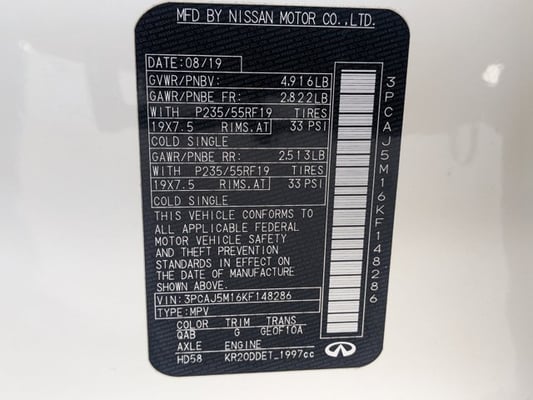 MFD BY NISSAN MOTOR CO.,LTD.
DATE: 08/19
GVWR/PNBV: 4,916LB
GAWR/PNBE FR: 2,822LB
WITH P235/55RF19 TIRES
19X7.5 RIMS.AT 33 PSI
COLD SINGLE
GAWR/PNBE RR: 2,513LB
WITH P235/55RF19 TIRES
19X7.5 RIMS.AT 33 PSI
COLD SINGLE
THIS VEHICLE CONFORMS TO
ALL APPLICABLE FEDERAL
MOTOR VEHICLE SAFETY
AND THEFT PREVENTION
STANDARDS IN EFFECT ON
THE DATE OF MANUFACTURE
SHOWN ABOVE.
VIN: 3PCAJ5M16KF148286
TYPE: MPV
COLOR TRIM TRANS
QAB G GE0F10A
AXLE ENGINE
HD58 KR20DDET_1997cc
3PCAJ5M16KF148286